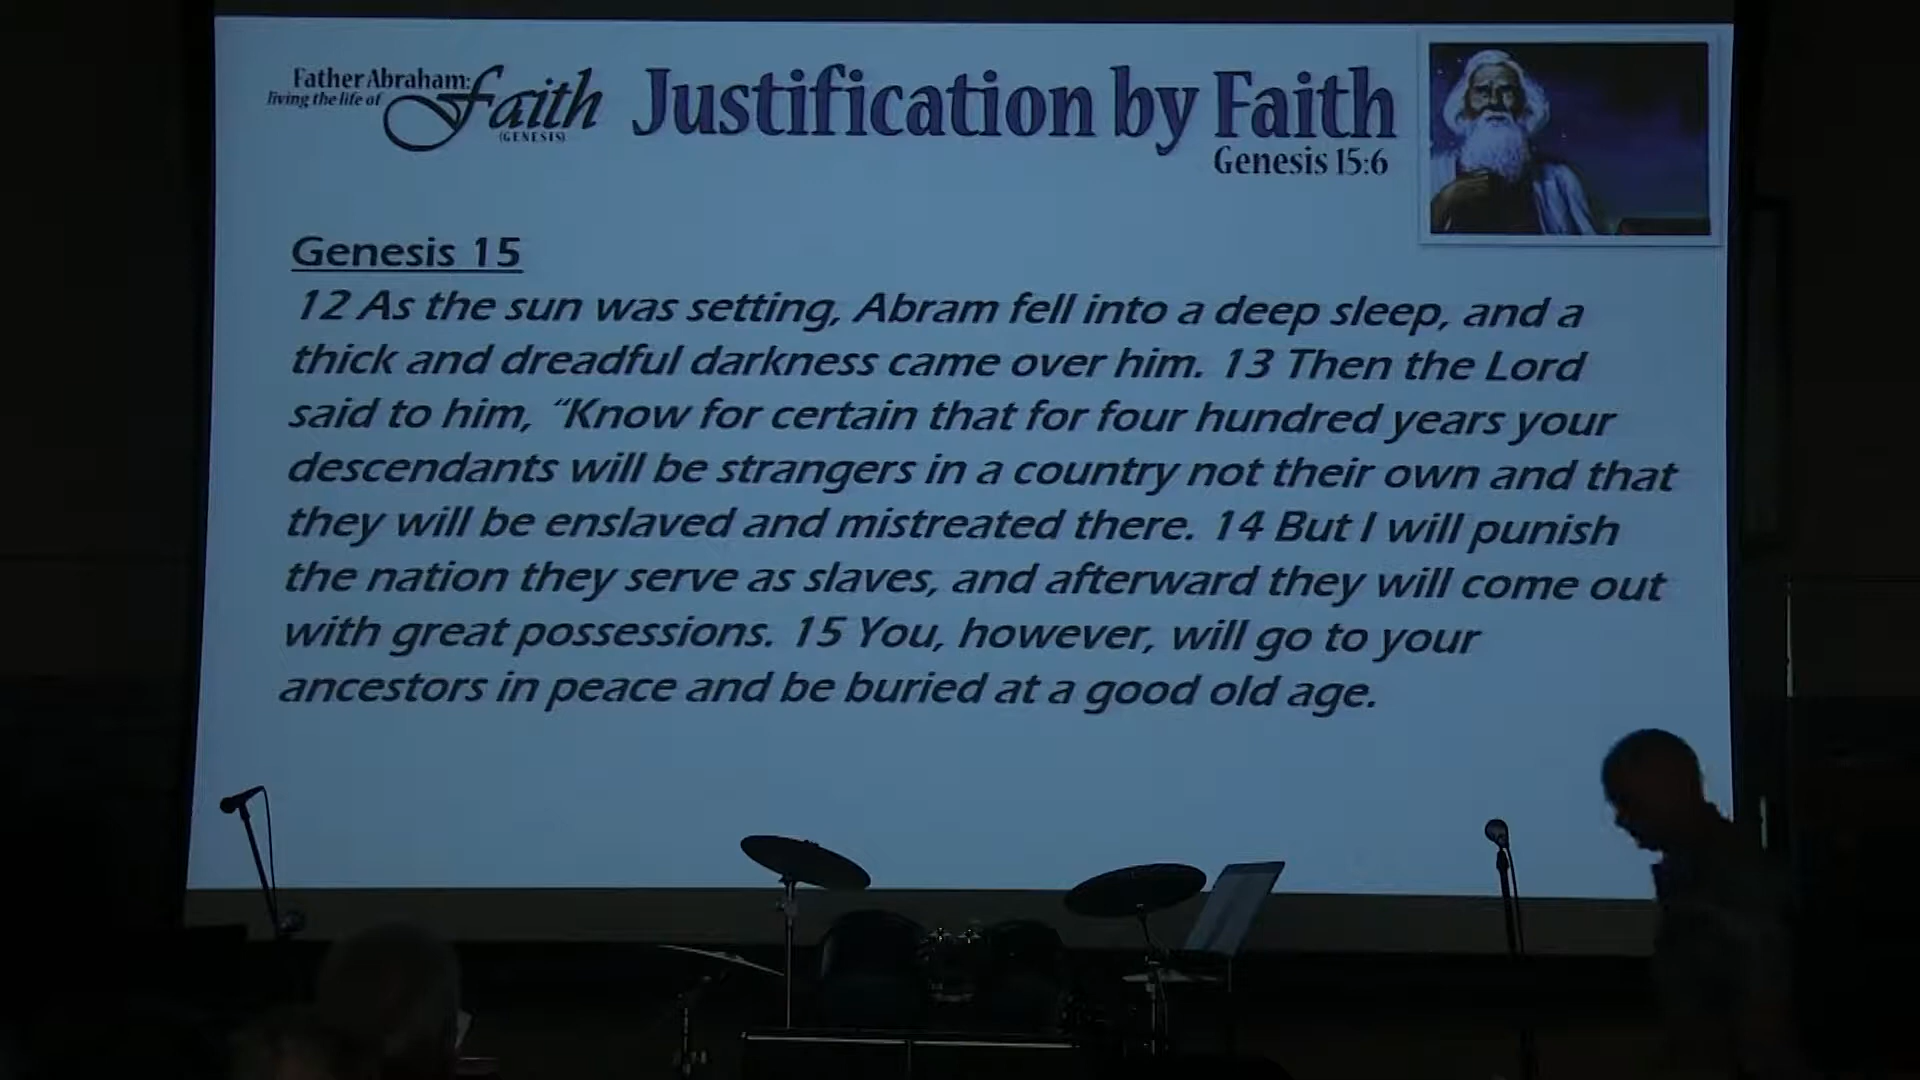 Father Abraham:
living the life of
Faith
(GENESIS)
Justification by Faith
Genesis 15:6
Genesis 15
12 As the sun was setting, Abram fell into a deep sleep, and a
thick and dreadful darkness came over him. 13 Then the Lord
said to him, “Know for certain that for four hundred years your
descendants will be strangers in a country not their own and that
they will be enslaved and mistreated there. 14 But I will punish
the nation they serve as slaves, and afterward they will come out
with great possessions. 15 You, however, will go to your
ancestors in peace and be buried at a good old age.